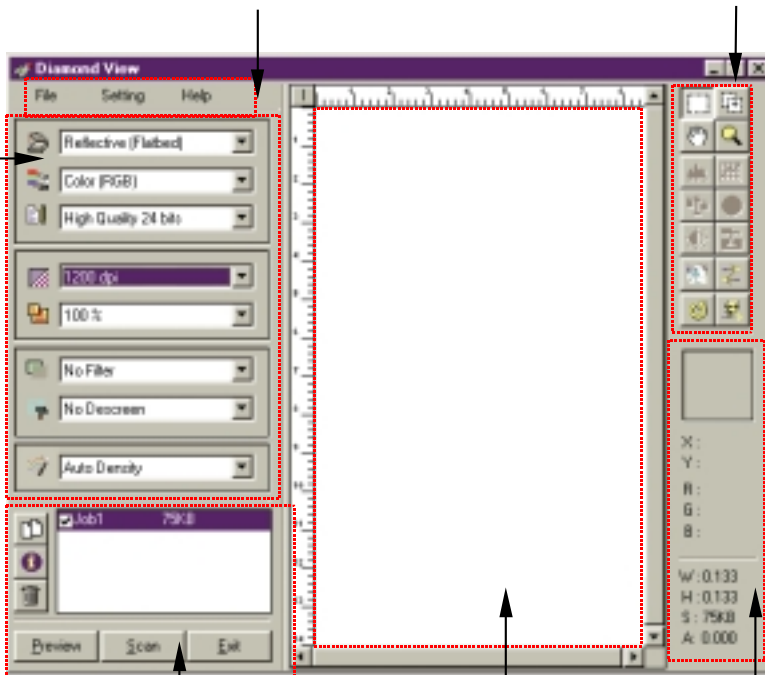 Diamond View
File Setting Help
Reflective (Flatbed)
Color (RGB)
High Quality 24 bits
1200 dpi
100 %
No Filter
No Descreen
Auto Density
Job1 75KB
Preview Scan Exit
X :
Y :
R :
G :
B :
W : 0.133
H : 0.133
S : 75KB
A: 0.000